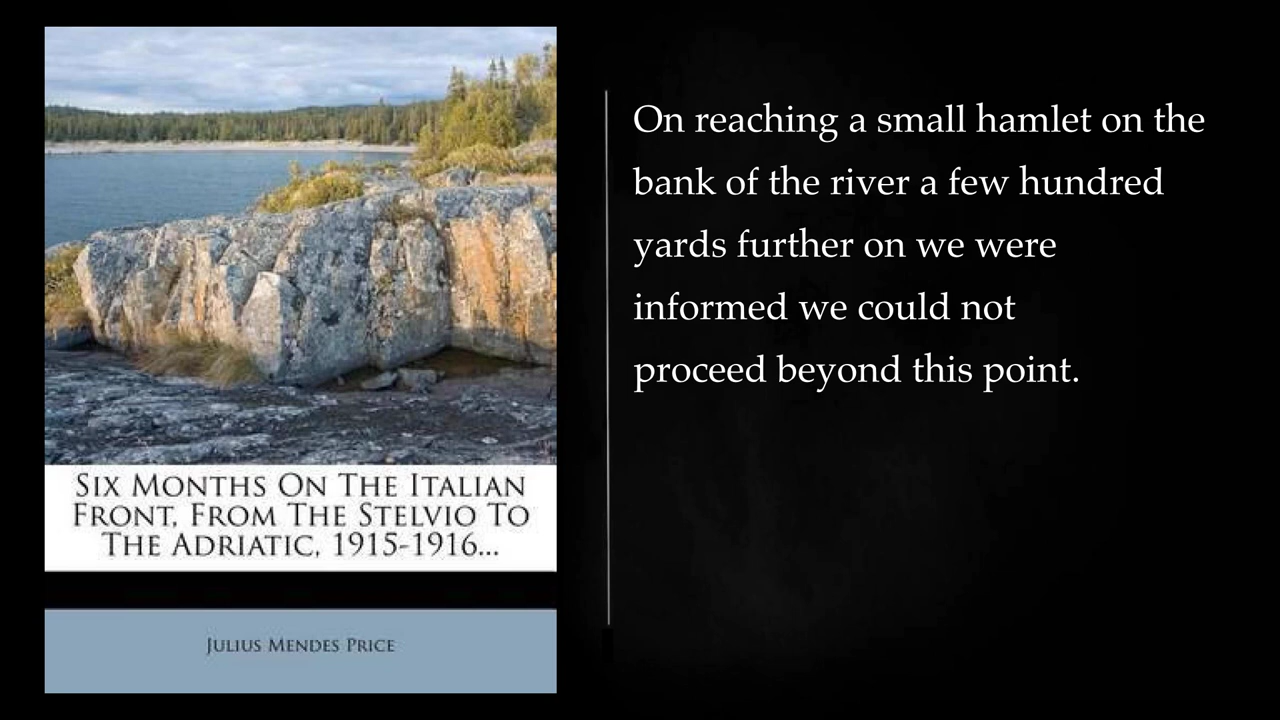 SIX MONTHS ON THE ITALIAN
FRONT, FROM THE STELVIO TO
THE ADRIATIC, 1915-1916...
JULIUS MENDES PRICE
On reaching a small hamlet on the
bank of the river a few hundred
yards further on we were
informed we could not
proceed beyond this point.